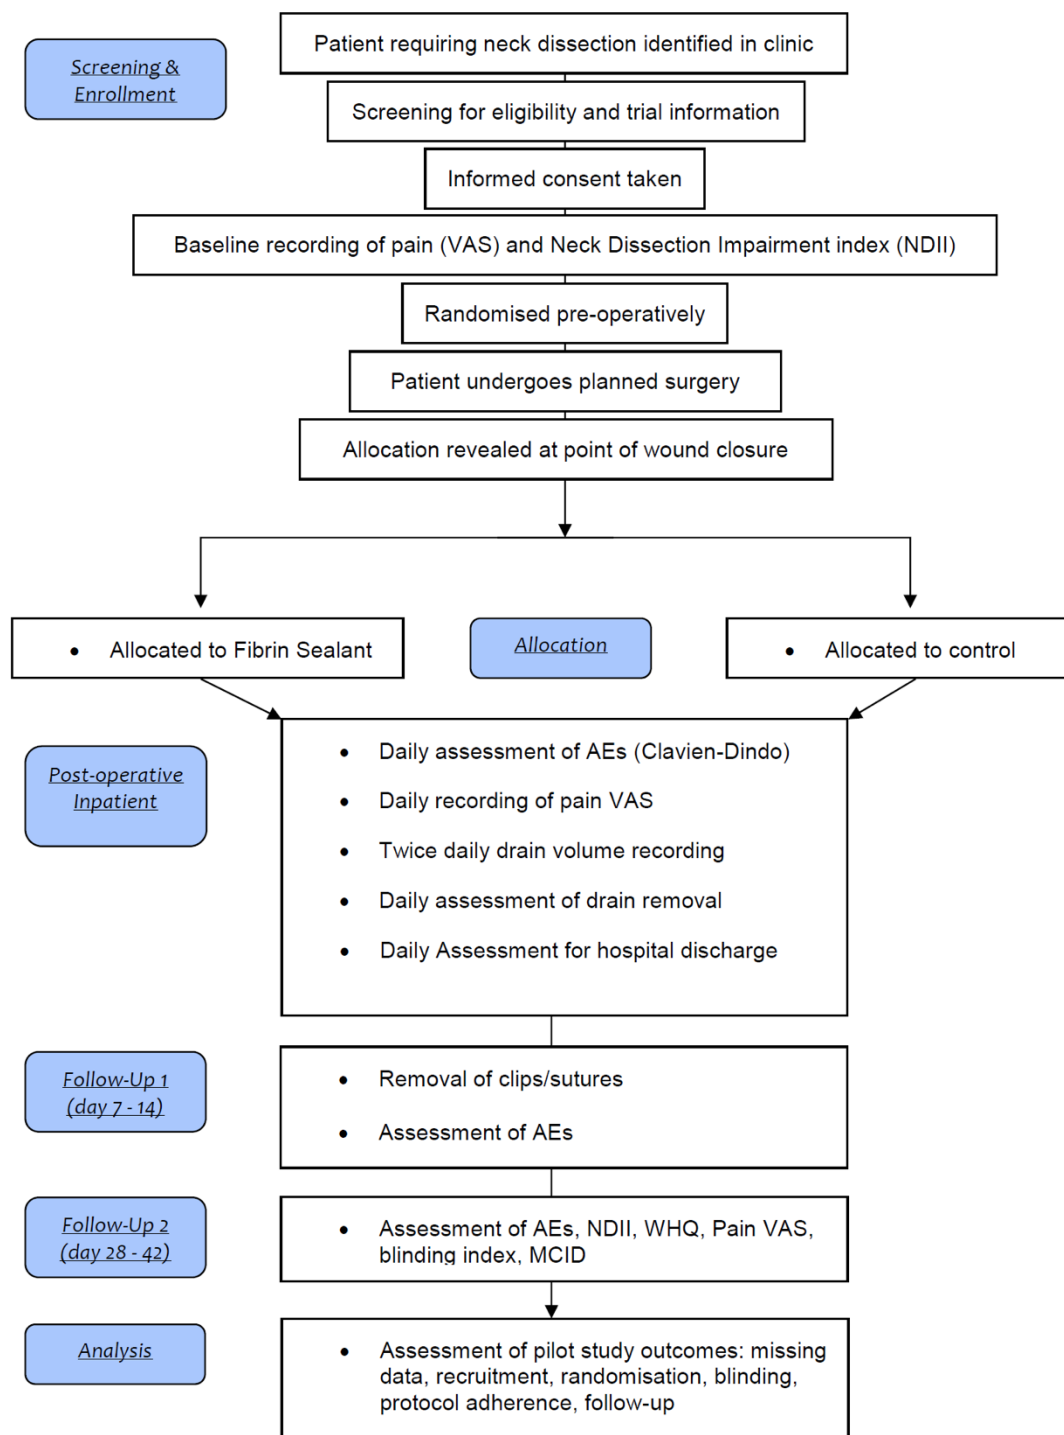 Screening &
Enrollment
Patient requiring neck dissection identified in clinic
Screening for eligibility and trial information
Informed consent taken
Baseline recording of pain (VAS) and Neck Dissection Impairment index (NDII)
Randomised pre-operatively
Patient undergoes planned surgery
Allocation revealed at point of wound closure
• Allocated to Fibrin Sealant
Allocation
• Allocated to control
Post-operative
Inpatient
• Daily assessment of AEs (Clavien-Dindo)
• Daily recording of pain VAS
• Twice daily drain volume recording
• Daily assessment of drain removal
• Daily Assessment for hospital discharge
Follow-Up 1
(day 7 - 14)
• Removal of clips/sutures
• Assessment of AEs
Follow-Up 2
(day 28 - 42)
• Assessment of AEs, NDII, WHQ, Pain VAS,
blinding index, MCID
Analysis
• Assessment of pilot study outcomes: missing
data, recruitment, randomisation, blinding,
protocol adherence, follow-up